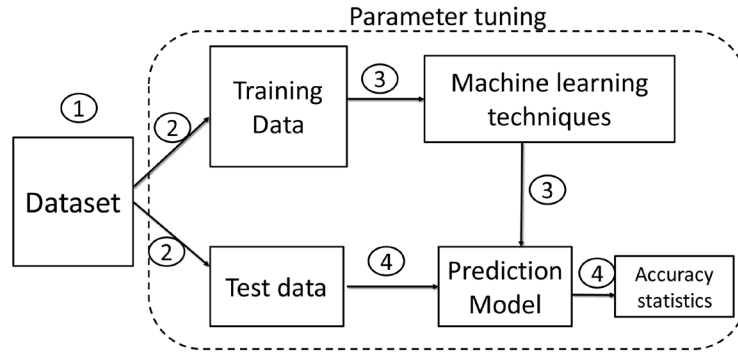 Parameter tuning
1
Dataset
2
2
Training
Data
3
Machine learning
techniques
3
Test data
4
Prediction
Model
4
Accuracy
statistics